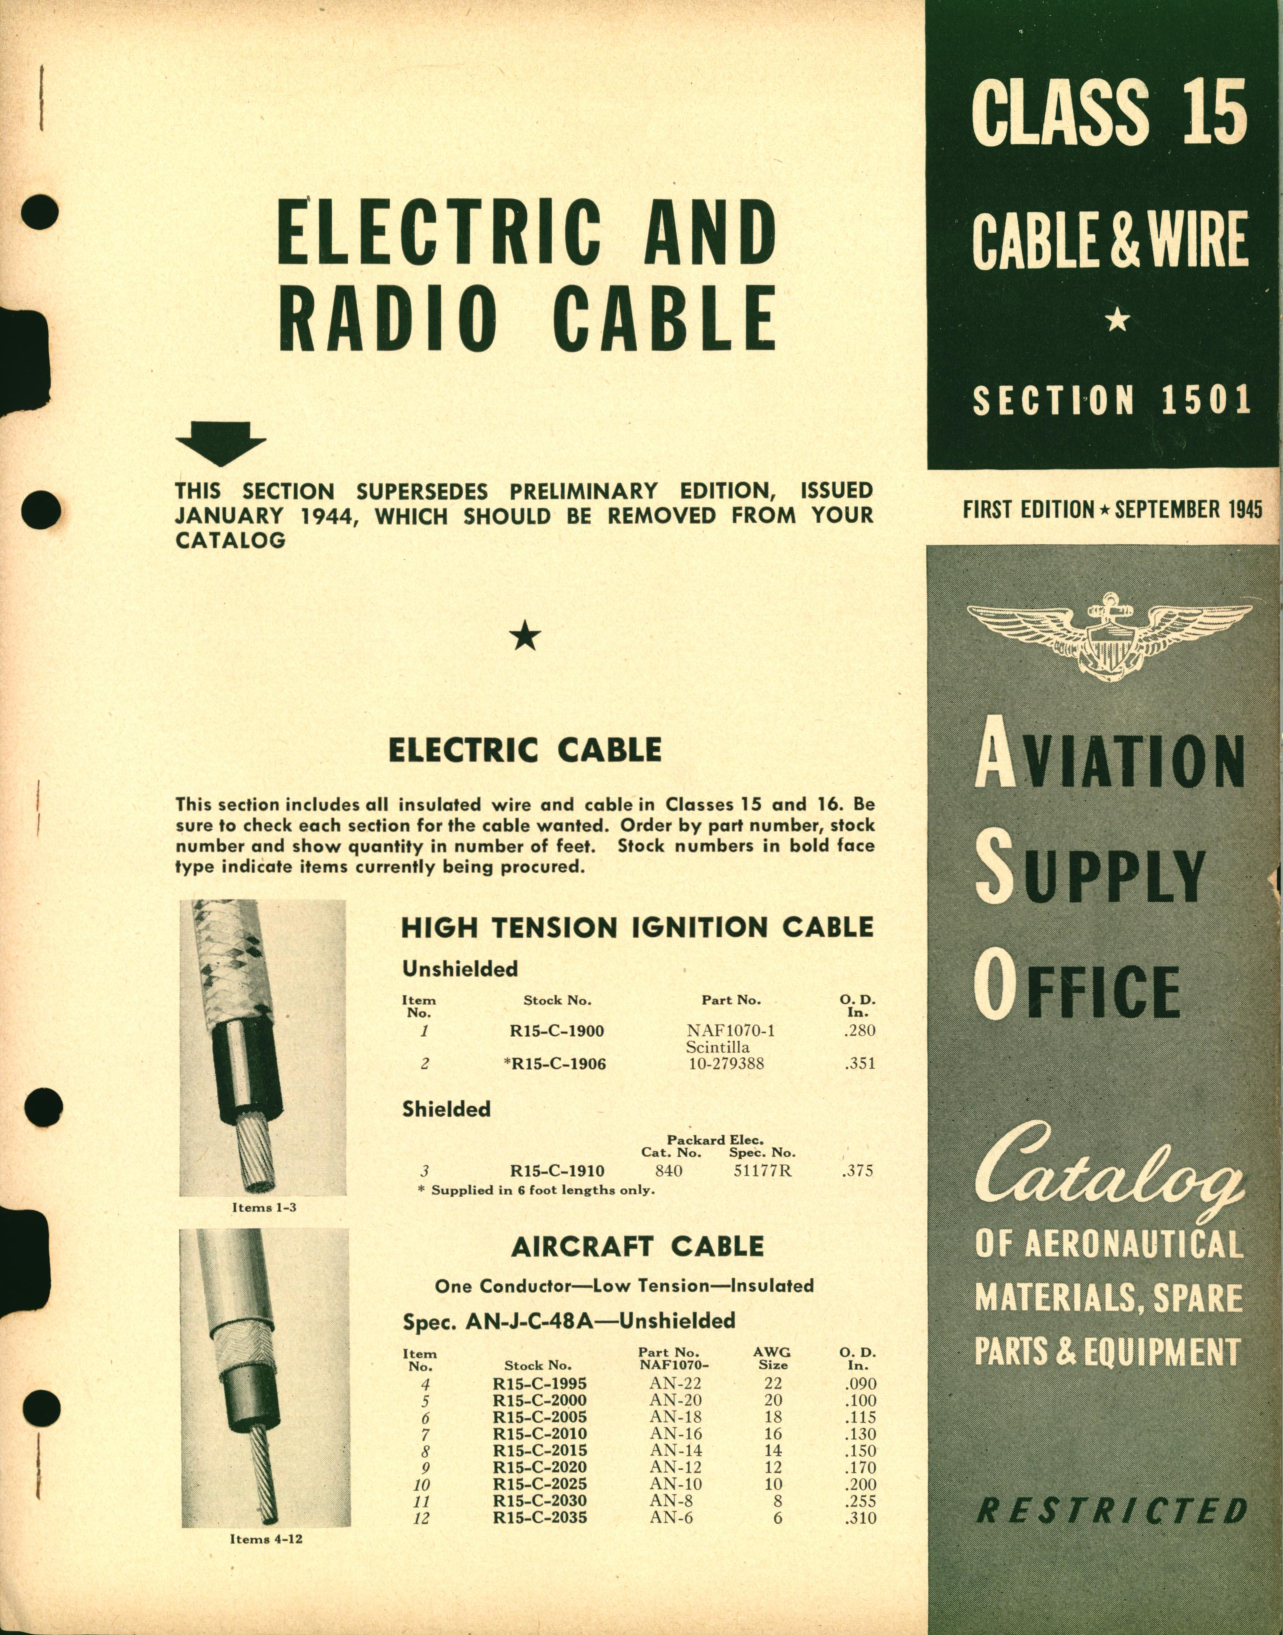 ELECTRIC AND
RADIO CABLE
THIS SECTION SUPERSEDES PRELIMINARY EDITION, ISSUED
JANUARY 1944, WHICH SHOULD BE REMOVED FROM YOUR
CATALOG
ELECTRIC CABLE
This section includes all insulated wire and cable in Classes 15 and 16. Be
sure to check each section for the cable wanted. Order by part number, stock
number and show quantity in number of feet. Stock numbers in bold face
type indicate items currently being procured.
Items 1-3
HIGH TENSION IGNITION CABLE
Unshielded
Item No. Stock No. Part No. O. D. In.
1 R15-C-1900 NAF1070-1 .280
Scintilla
2 *R15-C-1906 10-279388 .351
Shielded
Packard Elec.
Cat. No. Spec. No.
3 R15-C-1910 840 51177R .375
* Supplied in 6 foot lengths only.
Items 4-12
AIRCRAFT CABLE
One Conductor—Low Tension—Insulated
Spec. AN-J-C-48A—Unshielded
Item No. Stock No. Part No. NAF1070- AWG Size O. D. In.
4 R15-C-1995 AN-22 22 .090
5 R15-C-2000 AN-20 20 .100
6 R15-C-2005 AN-18 18 .115
7 R15-C-2010 AN-16 16 .130
8 R15-C-2015 AN-14 14 .150
9 R15-C-2020 AN-12 12 .170
10 R15-C-2025 AN-10 10 .200
11 R15-C-2030 AN-8 8 .255
12 R15-C-2035 AN-6 6 .310
CLASS 15
CABLE & WIRE
★
SECTION 1501
FIRST EDITION ★ SEPTEMBER 1945
AVIATION
SUPPLY
OFFICE
Catalog
OF AERONAUTICAL
MATERIALS, SPARE
PARTS & EQUIPMENT
RESTRICTED